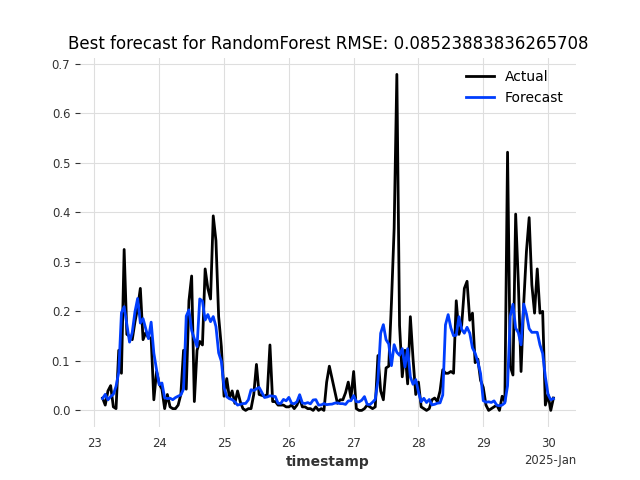 Best forecast for RandomForest RMSE: 0.08523883836265708
Actual
Forecast
0.7
0.6
0.5
0.4
0.3
0.2
0.1
0.0
23 24 25 26 27 28 29 30
timestamp
2025-Jan